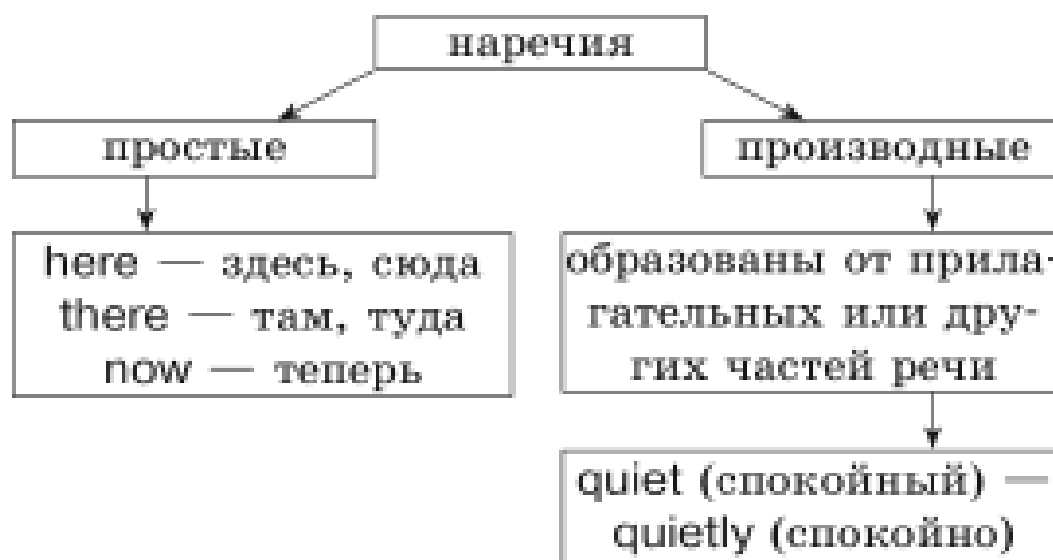 наречия
простые
производные
here — здесь, сюда
there — там, туда
now — теперь
образованы от прила-
гательных или дру-
гих частей речи
quiet (спокойный) —
quietly (спокойно)